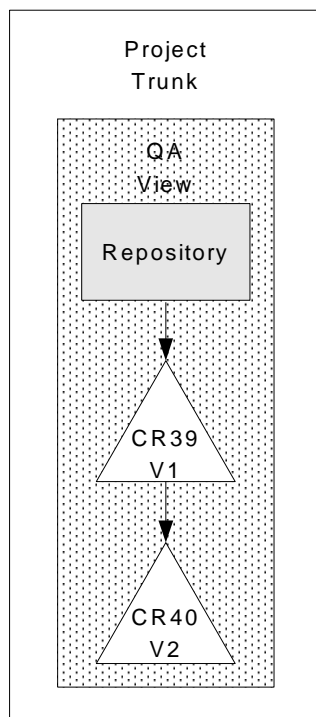 Project
Trunk
QA
View
Repository
CR39
V1
CR40
V2